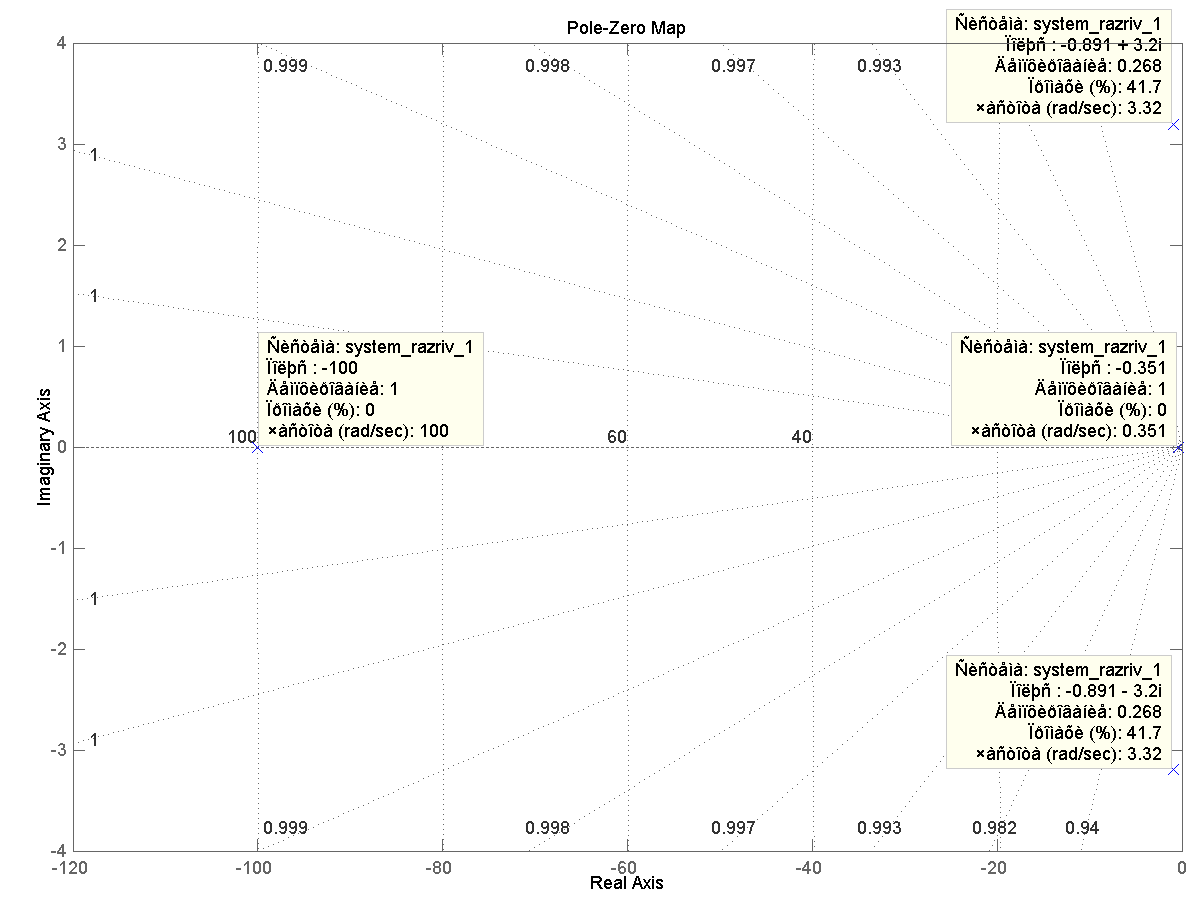 Pole-Zero Map
Ñèñòåìà: system_razriv_1
Ïîëþñ : -0.891 + 3.2i
Äåìïôèðîâàíèå: 0.268
Ïðîìàõè (%): 41.7
×àñòîòà (rad/sec): 3.32
4
0.999
0.998
0.997
0.993
3
1
2
1
1
Ñèñòåìà: system_razriv_1
Ïîëþñ : -100
Äåìïôèðîâàíèå: 1
Ïðîìàõè (%): 0
×àñòîòà (rad/sec): 100
Ñèñòåìà: system_razriv_1
Ïîëþñ : -0.351
Äåìïôèðîâàíèå: 1
Ïðîìàõè (%): 0
×àñòîòà (rad/sec): 0.351
100
60
40
0
Imaginary Axis
-1
1
-2
Ñèñòåìà: system_razriv_1
Ïîëþñ : -0.891 - 3.2i
Äåìïôèðîâàíèå: 0.268
Ïðîìàõè (%): 41.7
×àñòîòà (rad/sec): 3.32
1
-3
0.999
0.998
0.997
0.993
0.982
0.94
-4
-120
-100
-80
-60
-40
-20
0
Real Axis